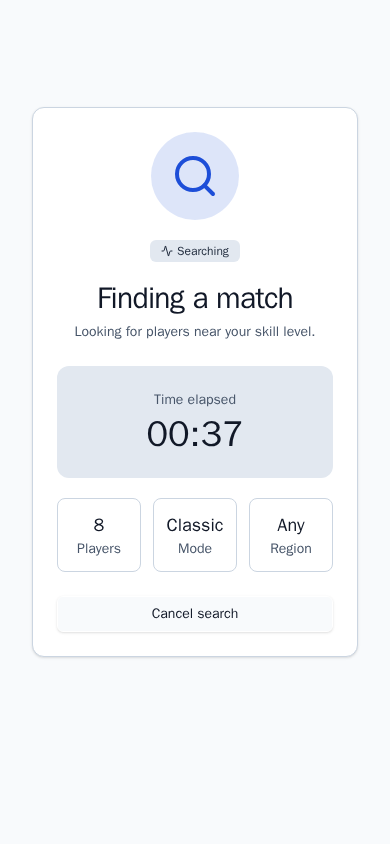 Searching
Finding a match
Looking for players near your skill level.
Time elapsed
00:37
8
Players
Classic
Mode
Any
Region
Cancel search